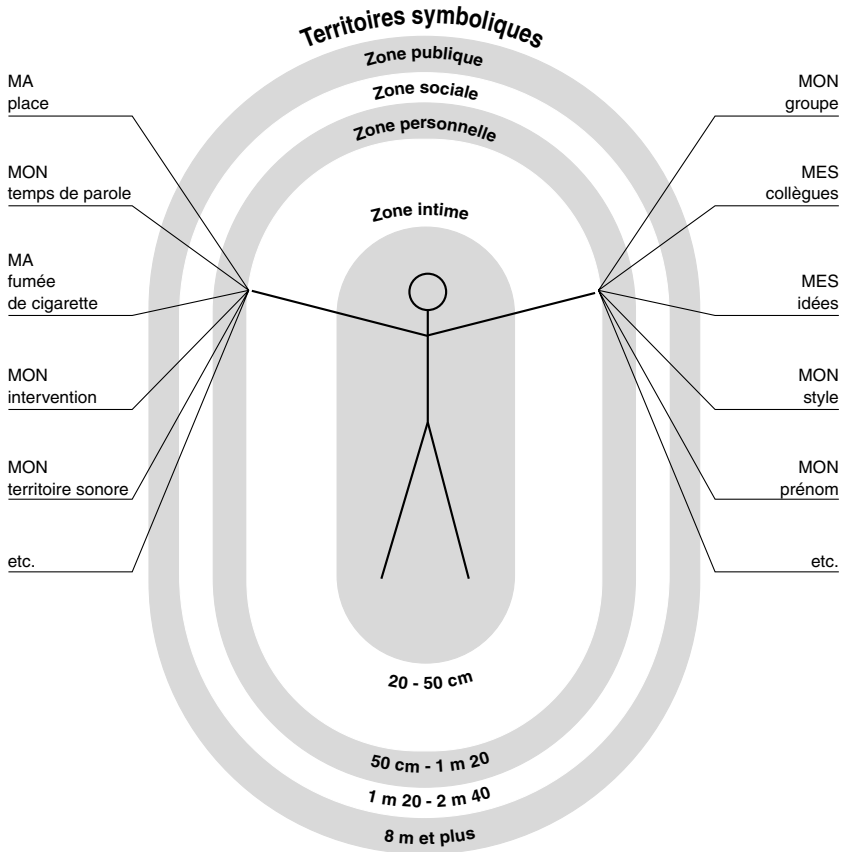 Territoires symboliques
Zone publique
Zone sociale
Zone personnelle
Zone intime
MA
place
MON
temps de parole
MA
fumée
de cigarette
MON
intervention
MON
territoire sonore
etc.
MON
groupe
MES
collègues
MES
idées
MON
style
MON
prénom
etc.
20 - 50 cm
50 cm - 1 m 20
1 m 20 - 2 m 40
8 m et plus